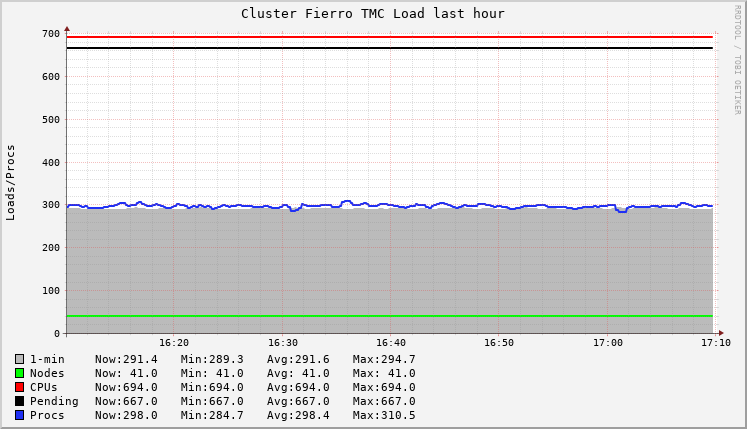 Cluster Fierro TMC Load last hour
RRDTOOL / TOBI OETIKER
Loads/Procs
700
600
500
400
300
200
100
0
16:20 16:30 16:40 16:50 17:00 17:10
1-min Now:291.4 Min:289.3 Avg:291.6 Max:294.7
Nodes Now: 41.0 Min: 41.0 Avg: 41.0 Max: 41.0
CPUs Now:694.0 Min:694.0 Avg:694.0 Max:694.0
Pending Now:667.0 Min:667.0 Avg:667.0 Max:667.0
Procs Now:298.0 Min:284.7 Avg:298.4 Max:310.5